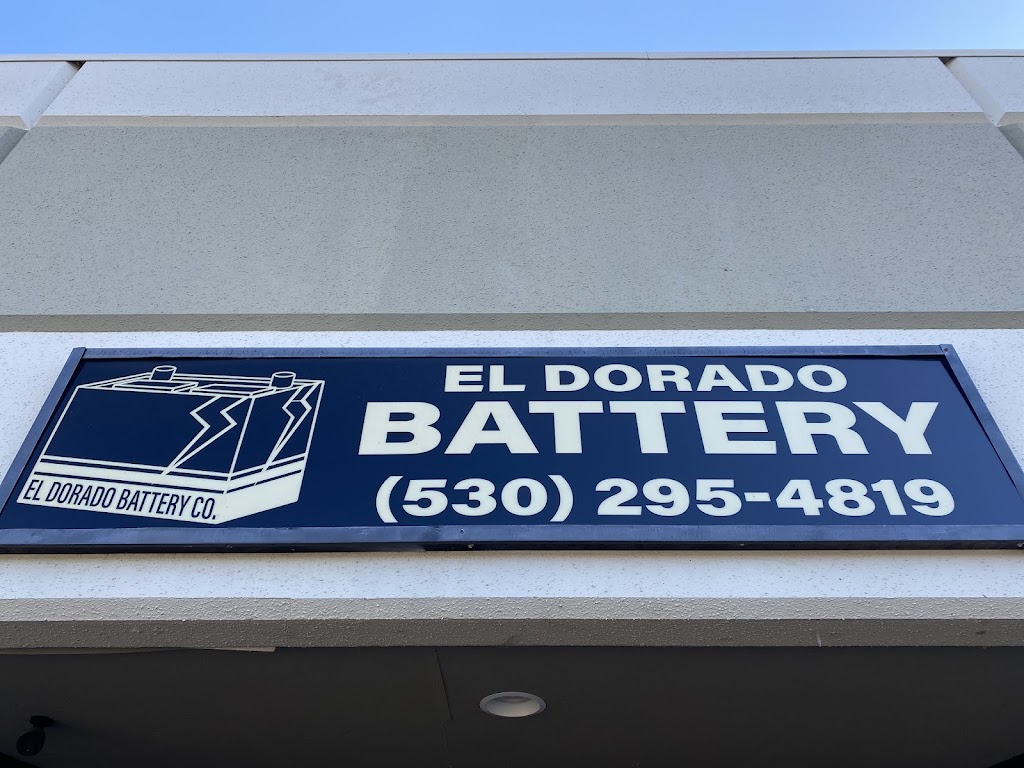 EL DORADO
BATTERY
(530) 295-4819
EL DORADO BATTERY CO.